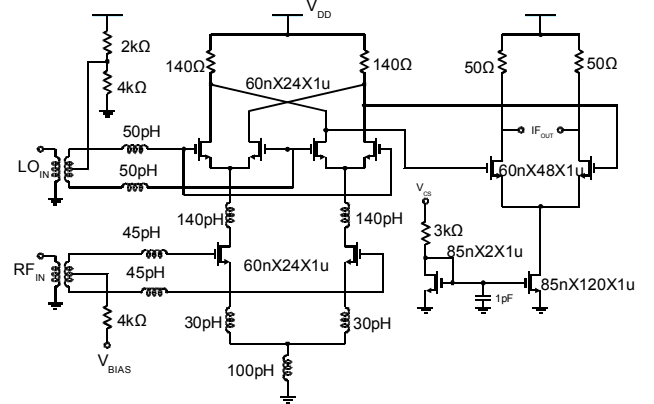 V_DD
2kΩ
4kΩ
140Ω
140Ω
60nX24X1u
50Ω
50Ω
50pH
LO_IN
50pH
IF_OUT
60nX48X1u
140pH
140pH
V_CS
3kΩ
85nX2X1u
45pH
RF_IN
45pH
60nX24X1u
85nX120X1u
1pF
4kΩ
V_BIAS
30pH
30pH
100pH